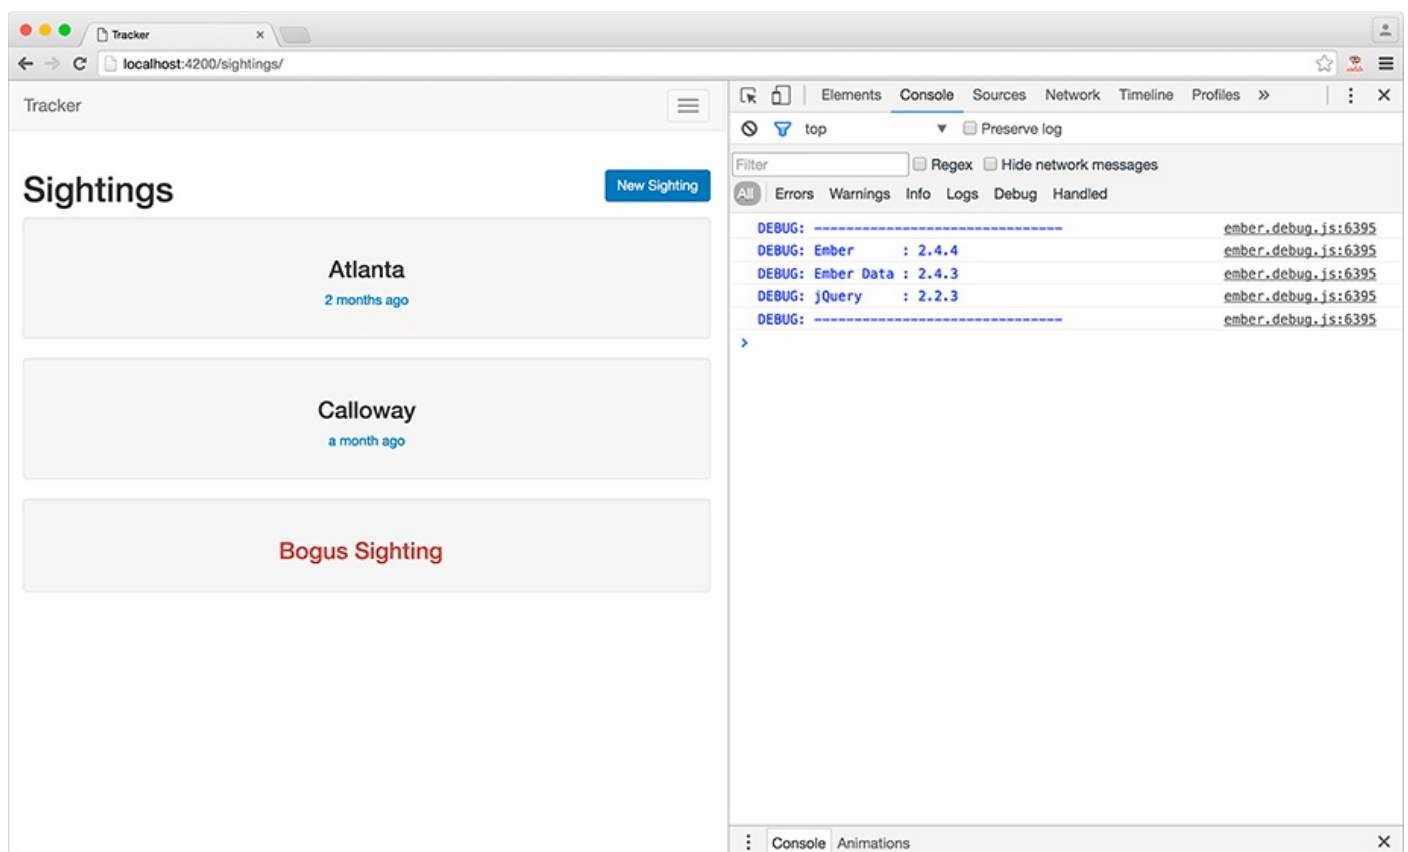 Tracker
localhost:4200/sightings/
Tracker
Sightings
New Sighting
Atlanta
2 months ago
Calloway
a month ago
Bogus Sighting
Elements Console Sources Network Timeline Profiles »
top Preserve log
Filter Regex Hide network messages
All Errors Warnings Info Logs Debug Handled
DEBUG: ------------------------------- ember.debug.js:6395
DEBUG: Ember : 2.4.4 ember.debug.js:6395
DEBUG: Ember Data : 2.4.3 ember.debug.js:6395
DEBUG: jQuery : 2.2.3 ember.debug.js:6395
DEBUG: ------------------------------- ember.debug.js:6395
>
Console Animations